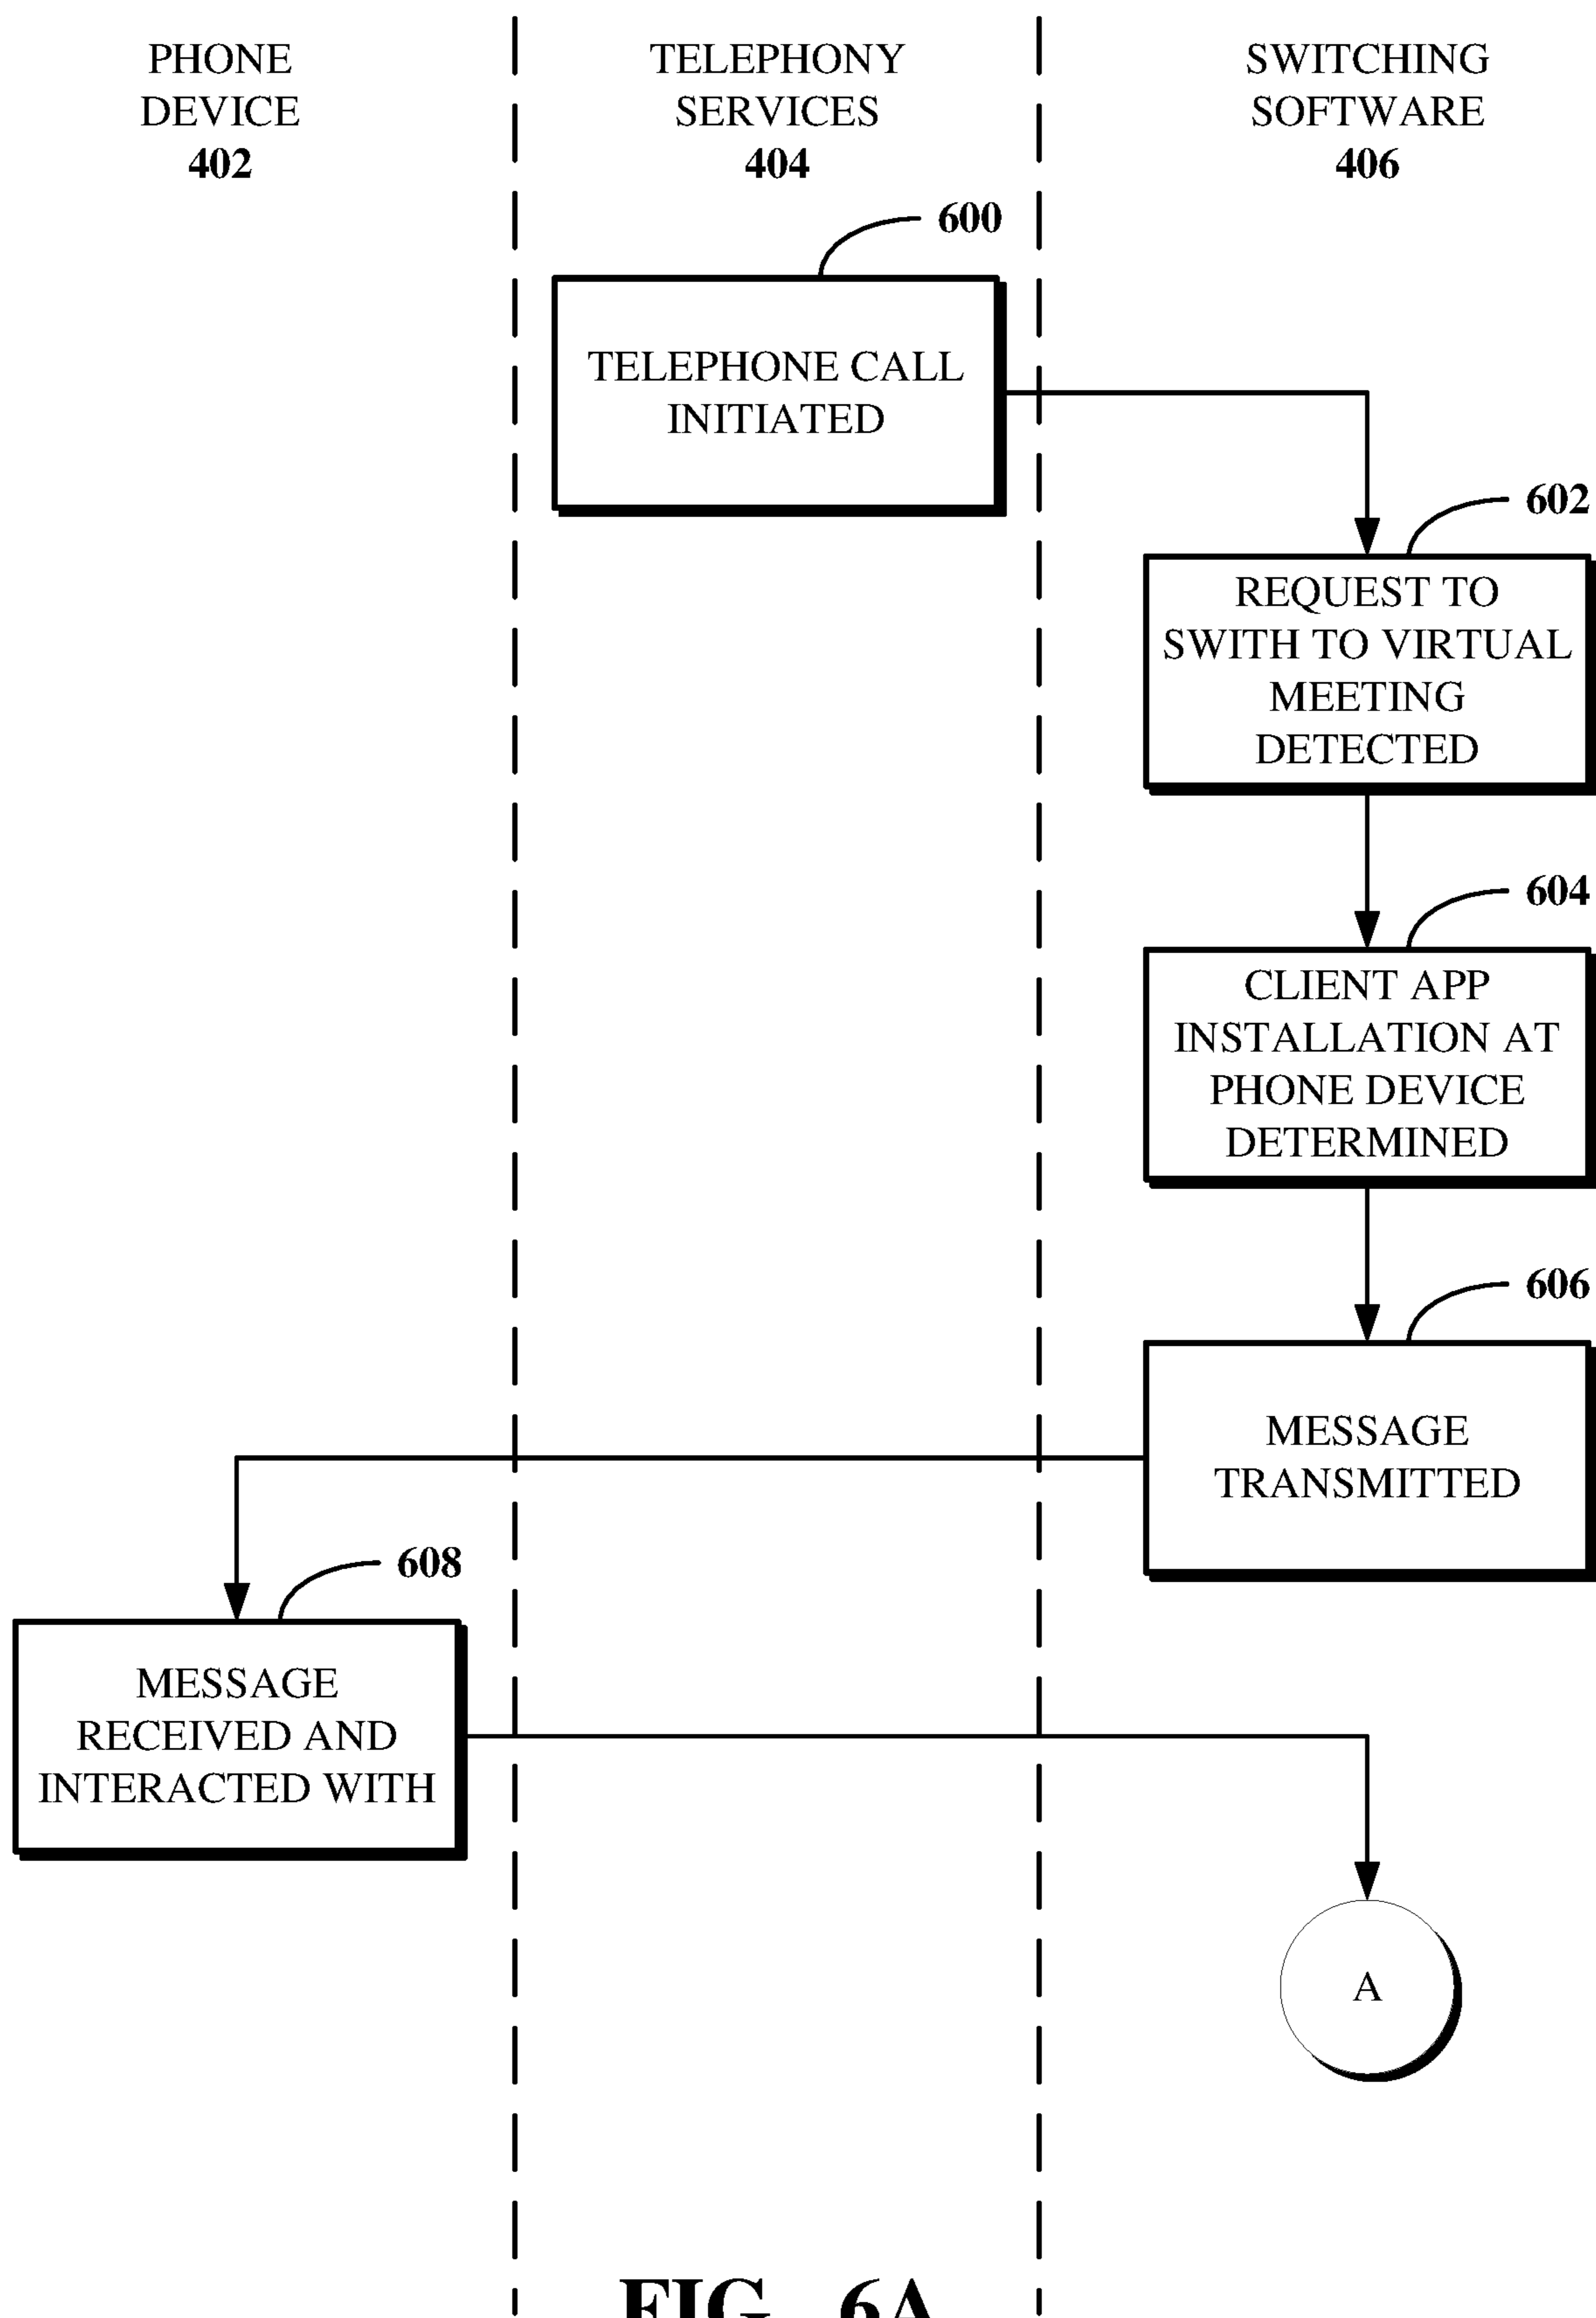 PHONE
DEVICE
402
TELEPHONY
SERVICES
404
SWITCHING
SOFTWARE
406
600
TELEPHONE CALL
INITIATED
602
REQUEST TO
SWITH TO VIRTUAL
MEETING
DETECTED
604
CLIENT APP
INSTALLATION AT
PHONE DEVICE
DETERMINED
606
MESSAGE
TRANSMITTED
608
MESSAGE
RECEIVED AND
INTERACTED WITH
A
FIG. 6A